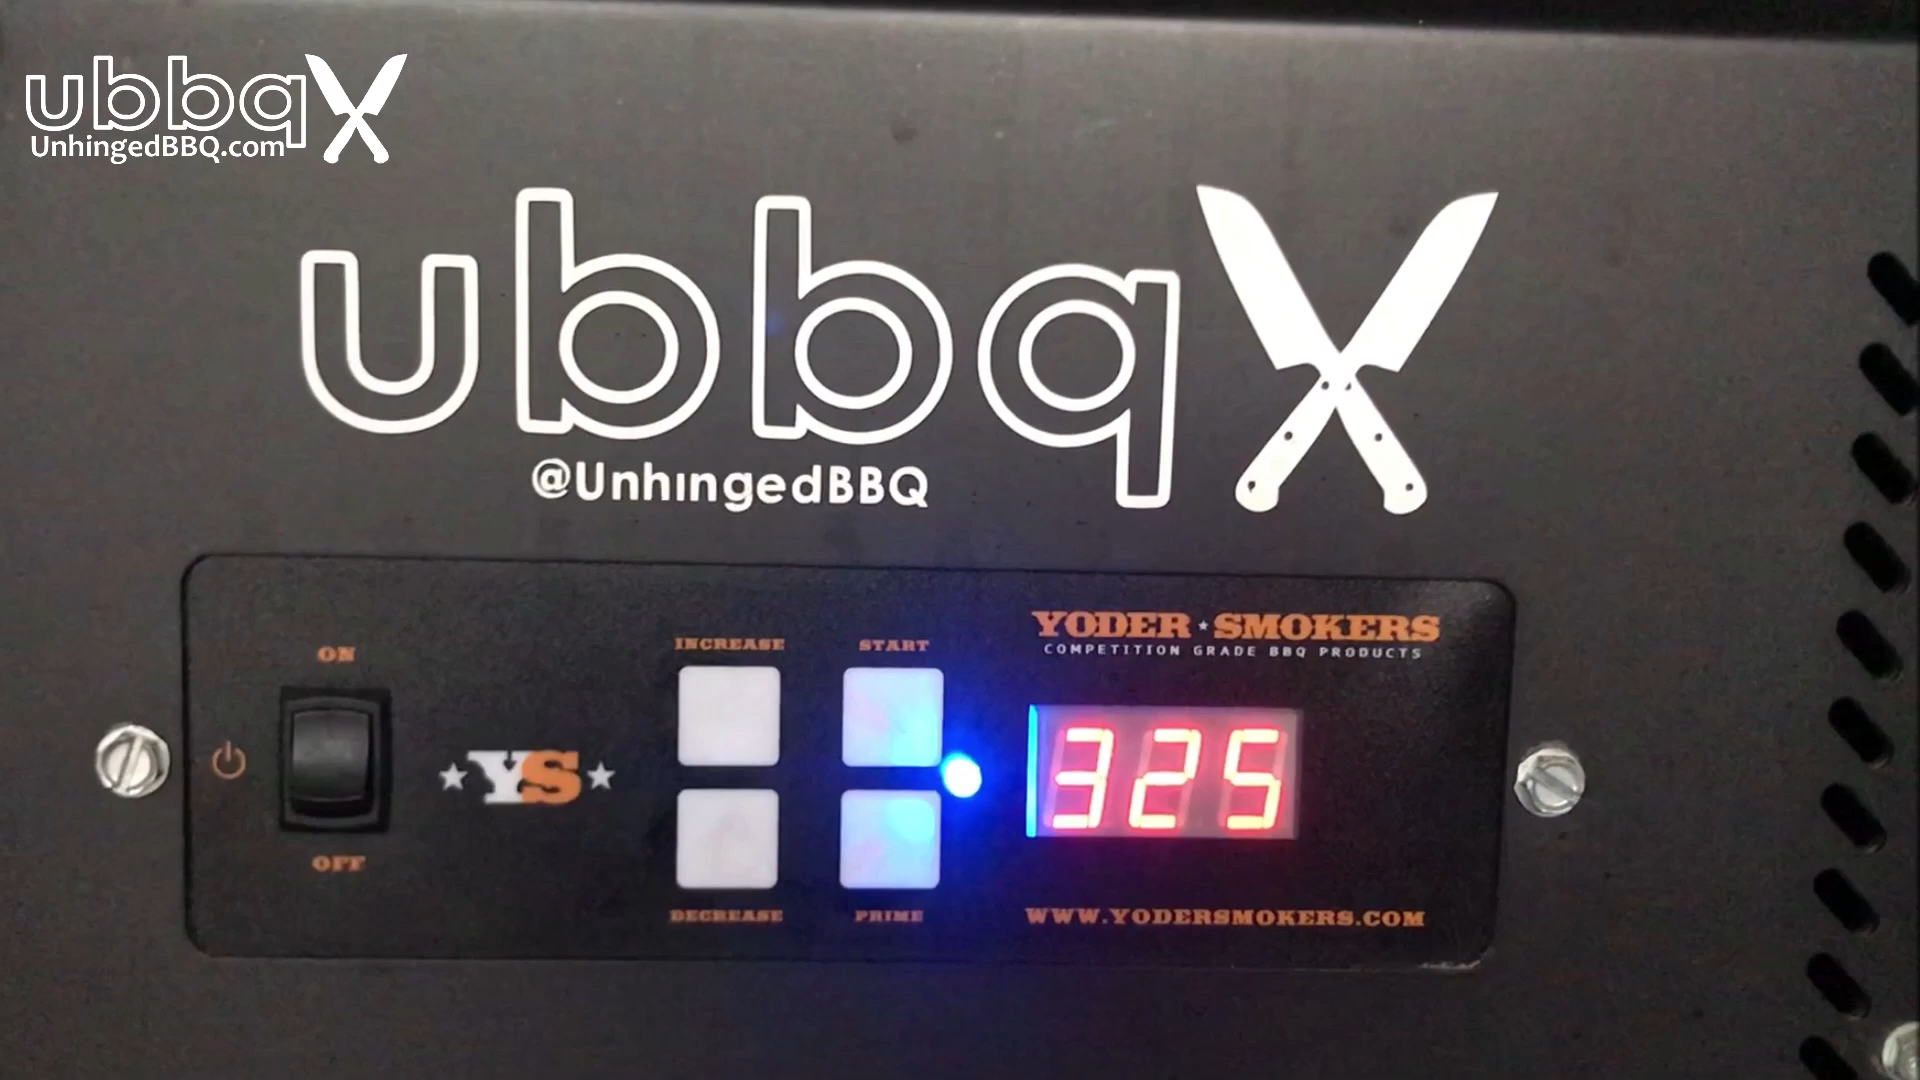 ubbqX
UnhingedBBQ.com
ubbqX
@UnhingedBBQ
ON
OFF
YS
INCREASE
START
DECREASE
PRIME
YODER SMOKERS
COMPETITION GRADE BBQ PRODUCTS
325
WWW.YODERSMOKERS.COM